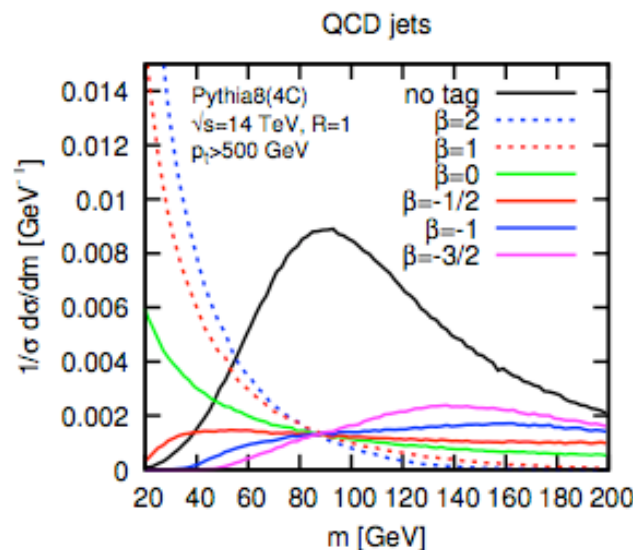 QCD jets
0.014
0.012
0.01
0.008
0.006
0.004
0.002
0
1/σ dσ/dm [GeV⁻¹]
Pythia8(4C)
√s=14 TeV, R=1
pₜ>500 GeV
no tag
β=2
β=1
β=0
β=-1/2
β=-1
β=-3/2
20 40 60 80 100 120 140 160 180 200
m [GeV]